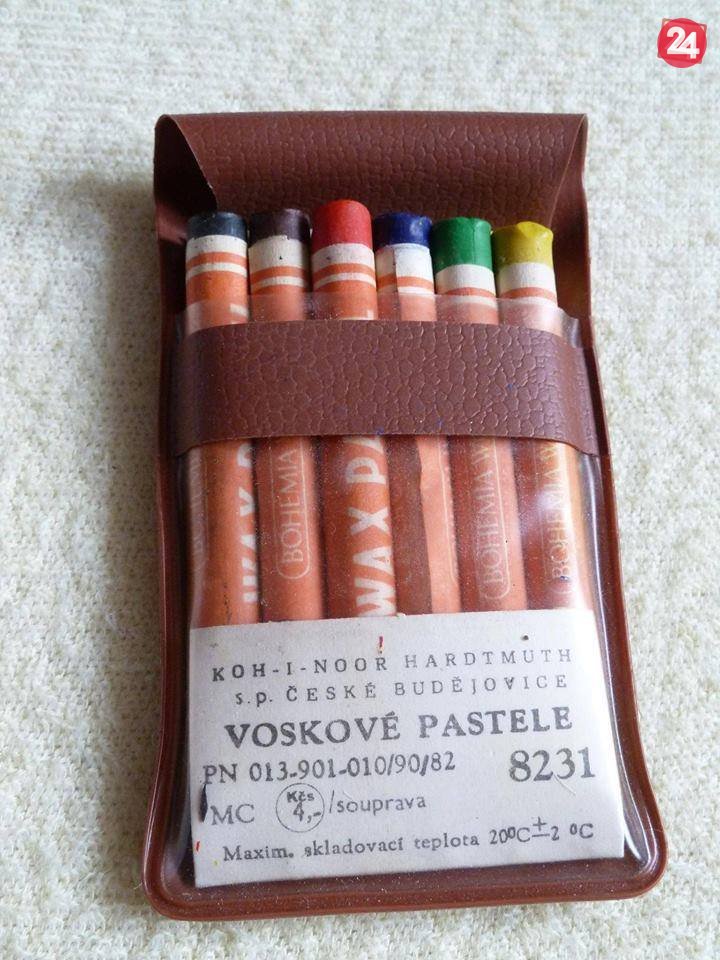 24
WAX
BOHEMIA
WAX PA
BOHEMIA W
BOHEMIA W
KOH-I-NOOR HARDTMUTH
s.p. ČESKÉ BUDĚJOVICE
VOSKOVÉ PASTELE
PN 013-901-010/90/82 8231
MC Kčs 4,- /souprava
Maxim. skladovací teplota 20°C ± 2 °C